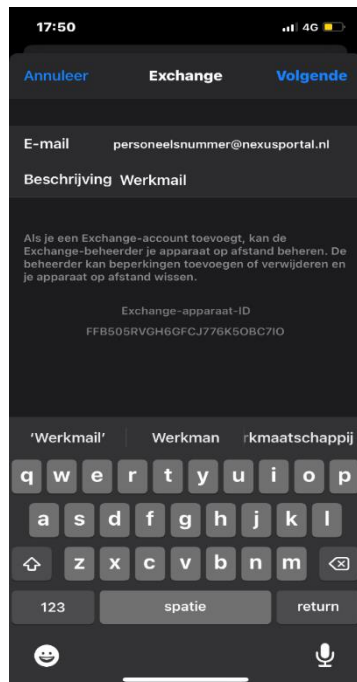 17:50 4G
Annuleer Exchange Volgende
E-mail personeelsnummer@nexusportal.nl
Beschrijving Werkmail
Als je een Exchange-account toevoegt, kan de
Exchange-beheerder je apparaat op afstand beheren. De
beheerder kan beperkingen toevoegen of verwijderen en
je apparaat op afstand wissen.
Exchange-apparaat-ID
FFB505RVGH6GFCJ776K5OBC7IO
‘Werkmail’ Werkman rkmaatschappij
q w e r t y u i o p
a s d f g h j k l
z x c v b n m
123 spatie return